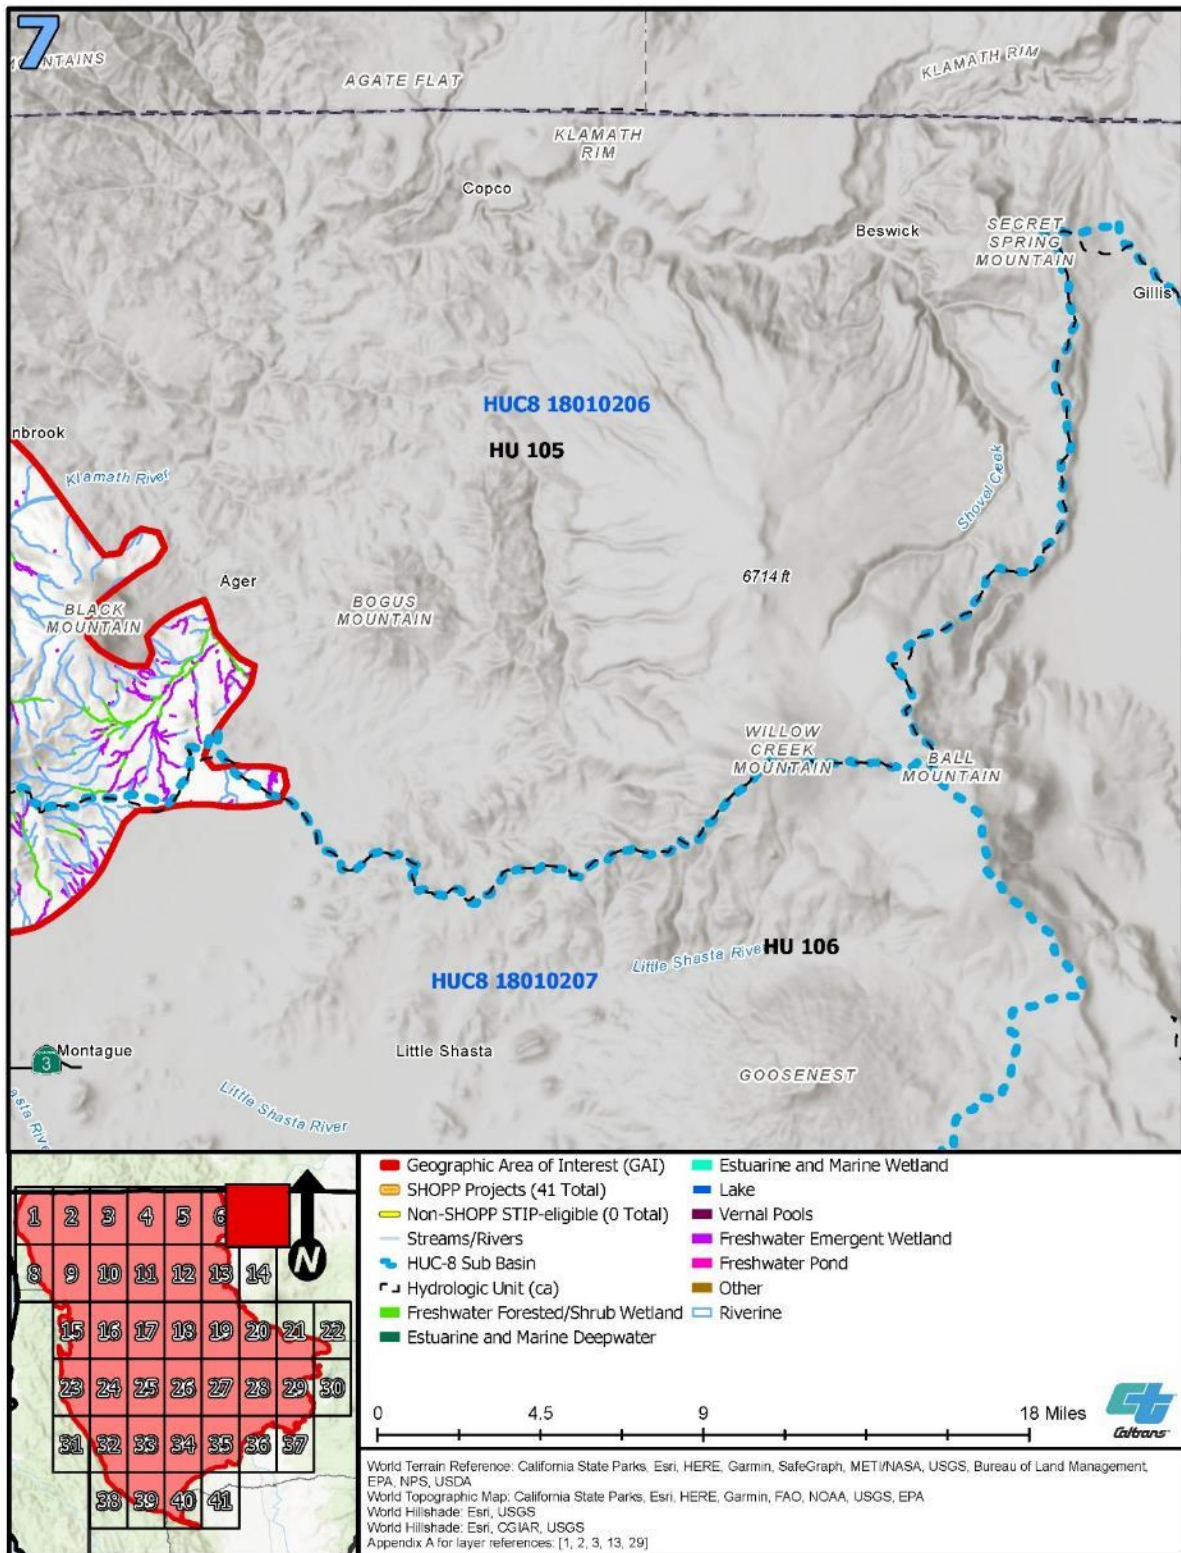 7
MOUNTAINS
AGATE FLAT
KLAMATH RIM
KLAMATH
RIM
Copco
Beswick
SECRET
SPRING
MOUNTAIN
Gillis
HUC8 18010206
nbrook
HU 105
Klamath River
Shovel Creek
6714 ft
Ager
BLACK
MOUNTAIN
BOGUS
MOUNTAIN
WILLOW
CREEK
MOUNTAIN
BALL
MOUNTAIN
Little Shasta River
HU 106
HUC8 18010207
3
Montague
Little Shasta
GOOSENEST
asta River
Little Shasta River
1 2 3 4 5 6
8 9 10 11 12 13 14
15 16 17 18 19 20 21 22
23 24 25 26 27 28 29 30
31 32 33 34 35 36 37
38 39 40 41
N
Geographic Area of Interest (GAI)
SHOPP Projects (41 Total)
Non-SHOPP STIP-eligible (0 Total)
Streams/Rivers
HUC-8 Sub Basin
Hydrologic Unit (ca)
Freshwater Forested/Shrub Wetland
Estuarine and Marine Deepwater
Estuarine and Marine Wetland
Lake
Vernal Pools
Freshwater Emergent Wetland
Freshwater Pond
Other
Riverine
0 4.5 9 18 Miles
Ct
Caltrans
World Terrain Reference: California State Parks, Esri, HERE, Garmin, SafeGraph, METI/NASA, USGS, Bureau of Land Management,
EPA, NPS, USDA
World Topographic Map: California State Parks, Esri, HERE, Garmin, FAO, NOAA, USGS, EPA
World Hillshade: Esri, USGS
World Hillshade: Esri, CGIAR, USGS
Appendix A for layer references: [1, 2, 3, 13, 29]